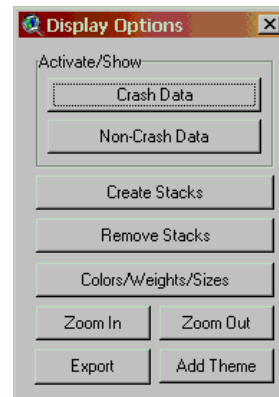 Display Options
Activate/Show
Crash Data
Non-Crash Data
Create Stacks
Remove Stacks
Colors/Weights/Sizes
Zoom In Zoom Out
Export Add Theme